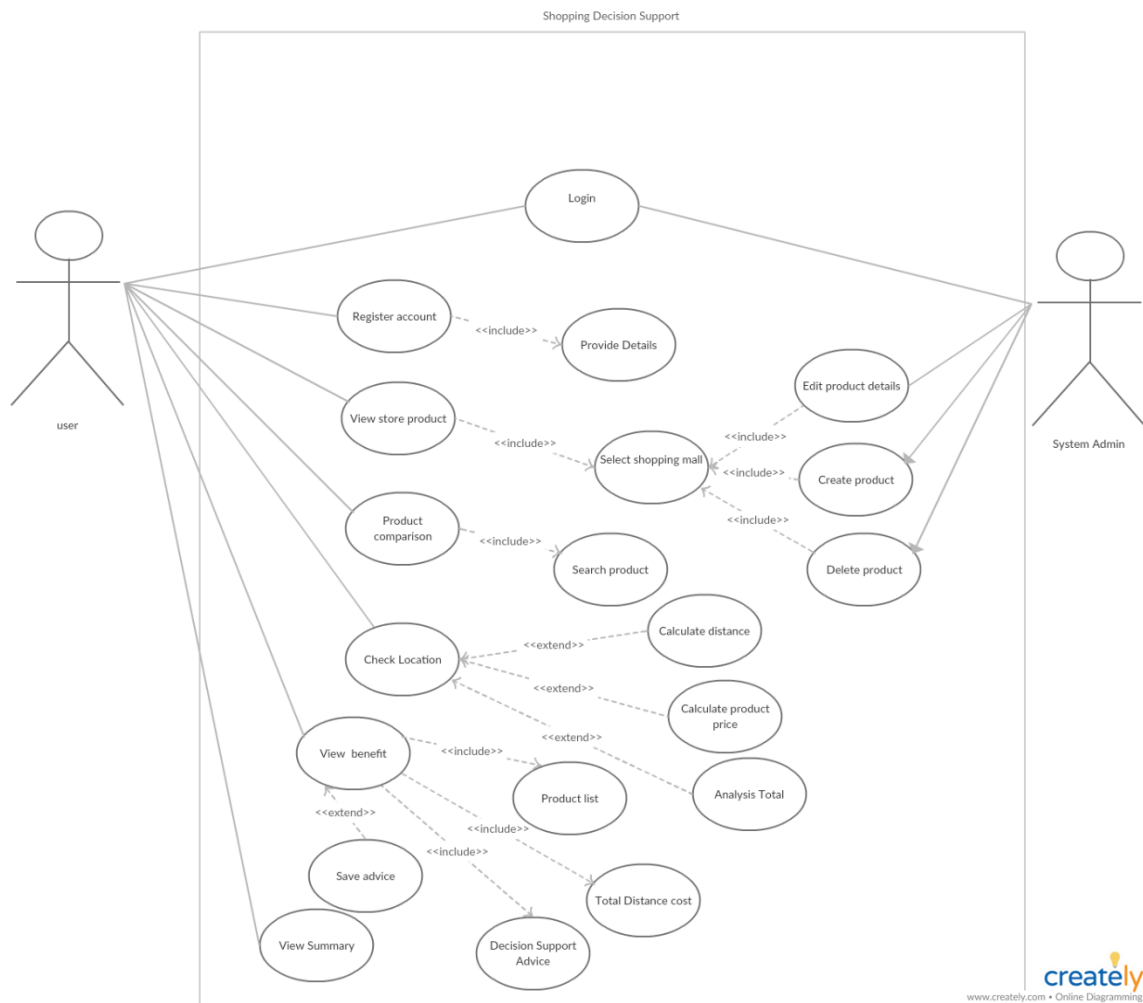 Shopping Decision Support
Login
Register account
<<include>>
Provide Details
Edit product details
user
View store product
<<include>>
Select shopping mall
<<include>>
System Admin
<<include>>
Create product
Product
comparison
<<include>>
<<include>>
Search product
Delete product
Calculate distance
<<extend>>
Check Location
<<extend>>
Calculate product
price
<<extend>>
View  benefit
<<include>>
Product list
Analysis Total
<<extend>>
<<include>>
<<include>>
Save advice
Total Distance cost
View Summary
Decision Support
Advice
creately
www.creately.com • Online Diagramming